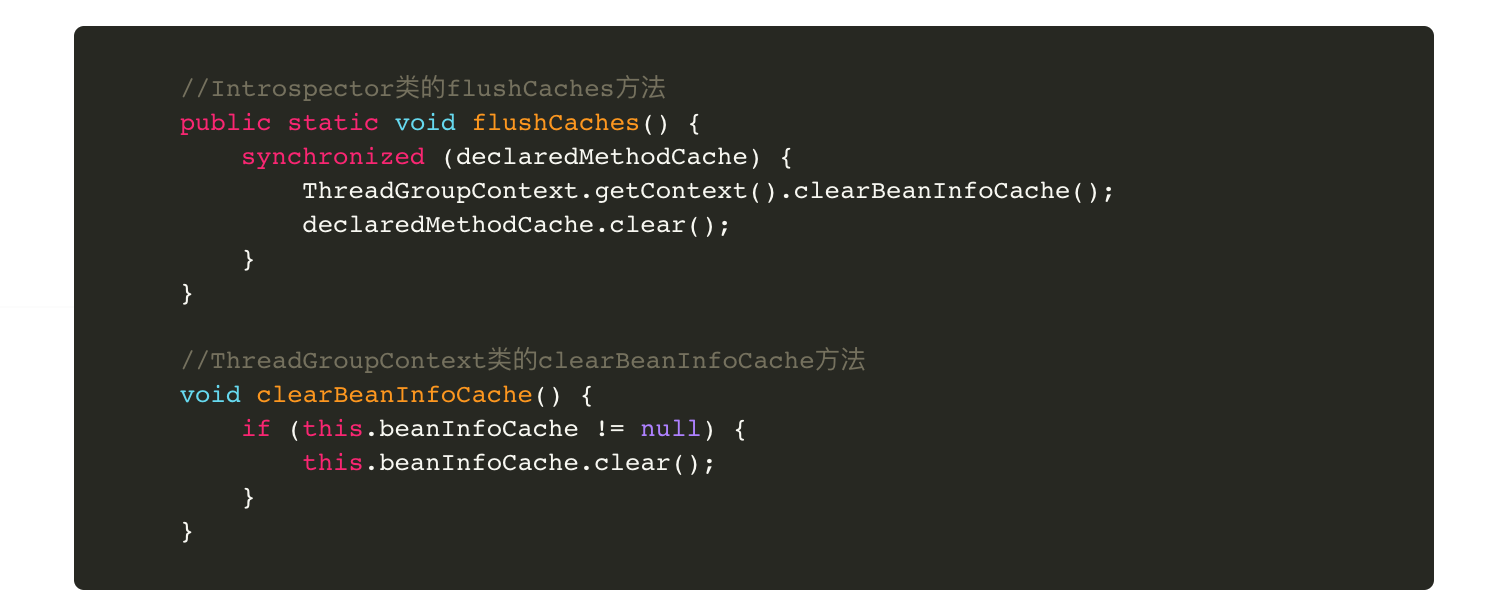 //Introspector类的flushCaches方法
public static void flushCaches() {
    synchronized (declaredMethodCache) {
        ThreadGroupContext.getContext().clearBeanInfoCache();
        declaredMethodCache.clear();
    }
}

//ThreadGroupContext类的clearBeanInfoCache方法
void clearBeanInfoCache() {
    if (this.beanInfoCache != null) {
        this.beanInfoCache.clear();
    }
}